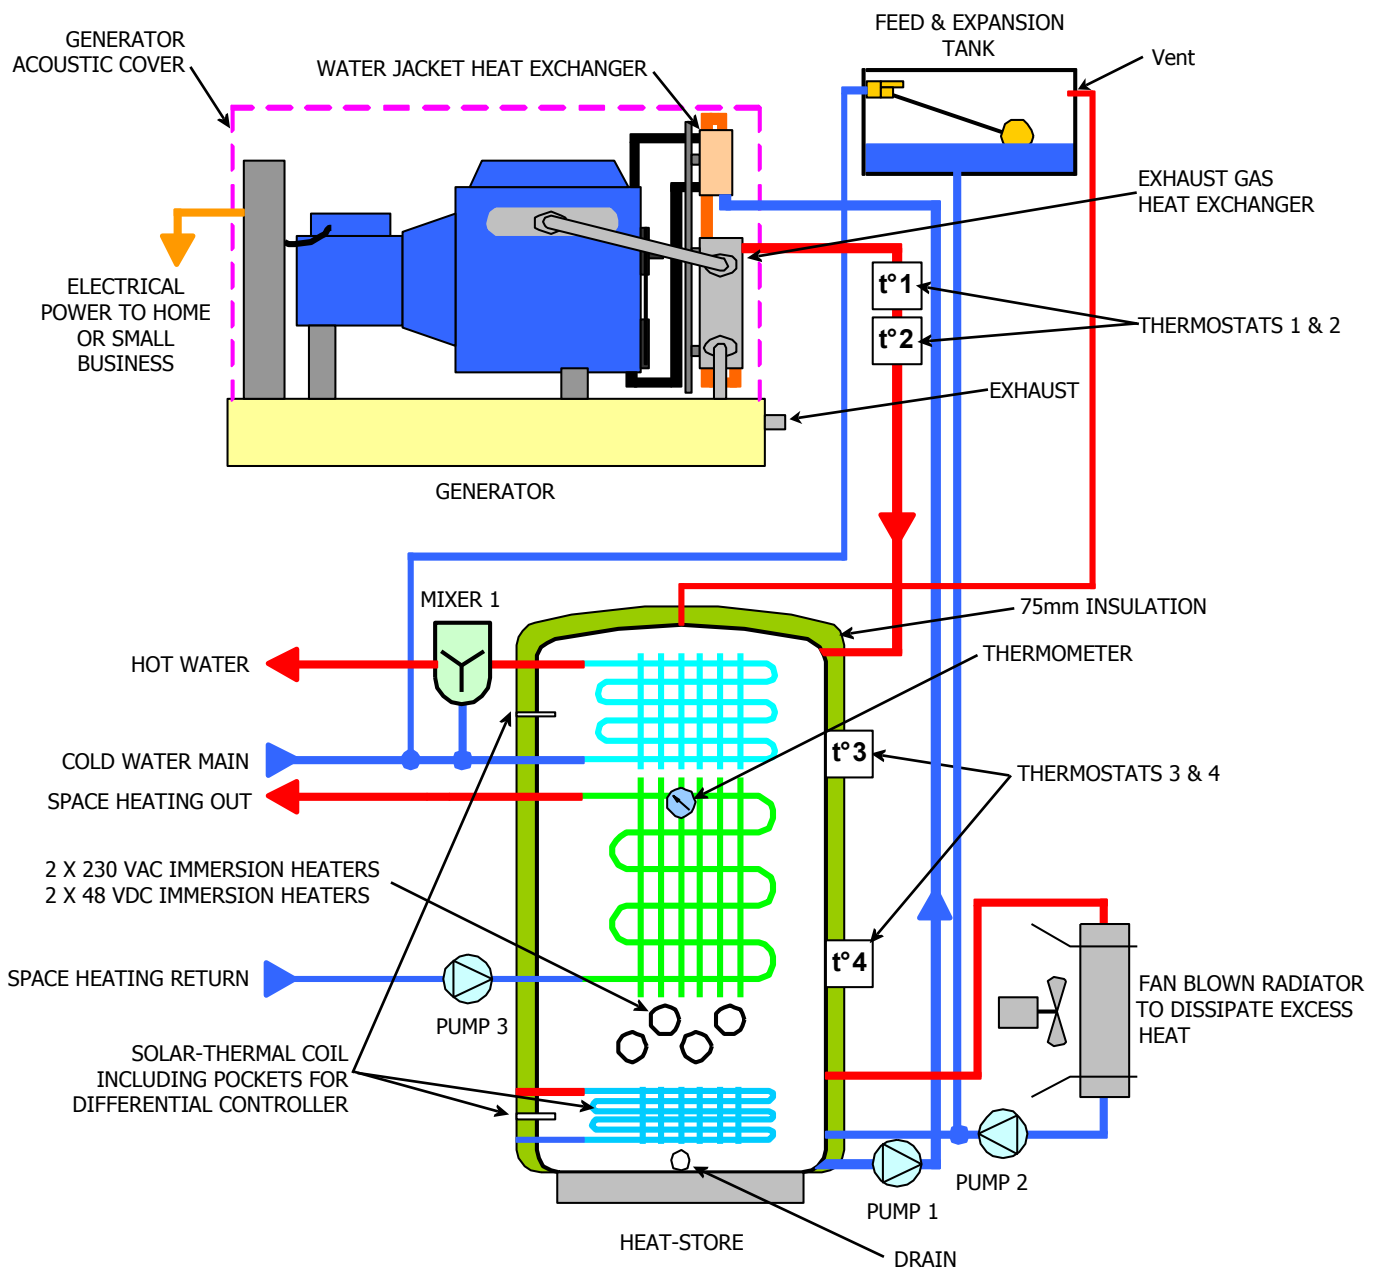 FEED & EXPANSION
TANK
Vent
GENERATOR
ACOUSTIC COVER
WATER JACKET HEAT EXCHANGER
EXHAUST GAS
HEAT EXCHANGER
t°1
t°2
THERMOSTATS 1 & 2
ELECTRICAL
POWER TO HOME
OR SMALL
BUSINESS
EXHAUST
GENERATOR
MIXER 1
75mm INSULATION
HOT WATER
THERMOMETER
COLD WATER MAIN
t°3
THERMOSTATS 3 & 4
SPACE HEATING OUT
2 X 230 VAC IMMERSION HEATERS
2 X 48 VDC IMMERSION HEATERS
t°4
SPACE HEATING RETURN
PUMP 3
FAN BLOWN RADIATOR
TO DISSIPATE EXCESS
HEAT
SOLAR-THERMAL COIL
INCLUDING POCKETS FOR
DIFFERENTIAL CONTROLLER
PUMP 2
PUMP 1
HEAT-STORE
DRAIN